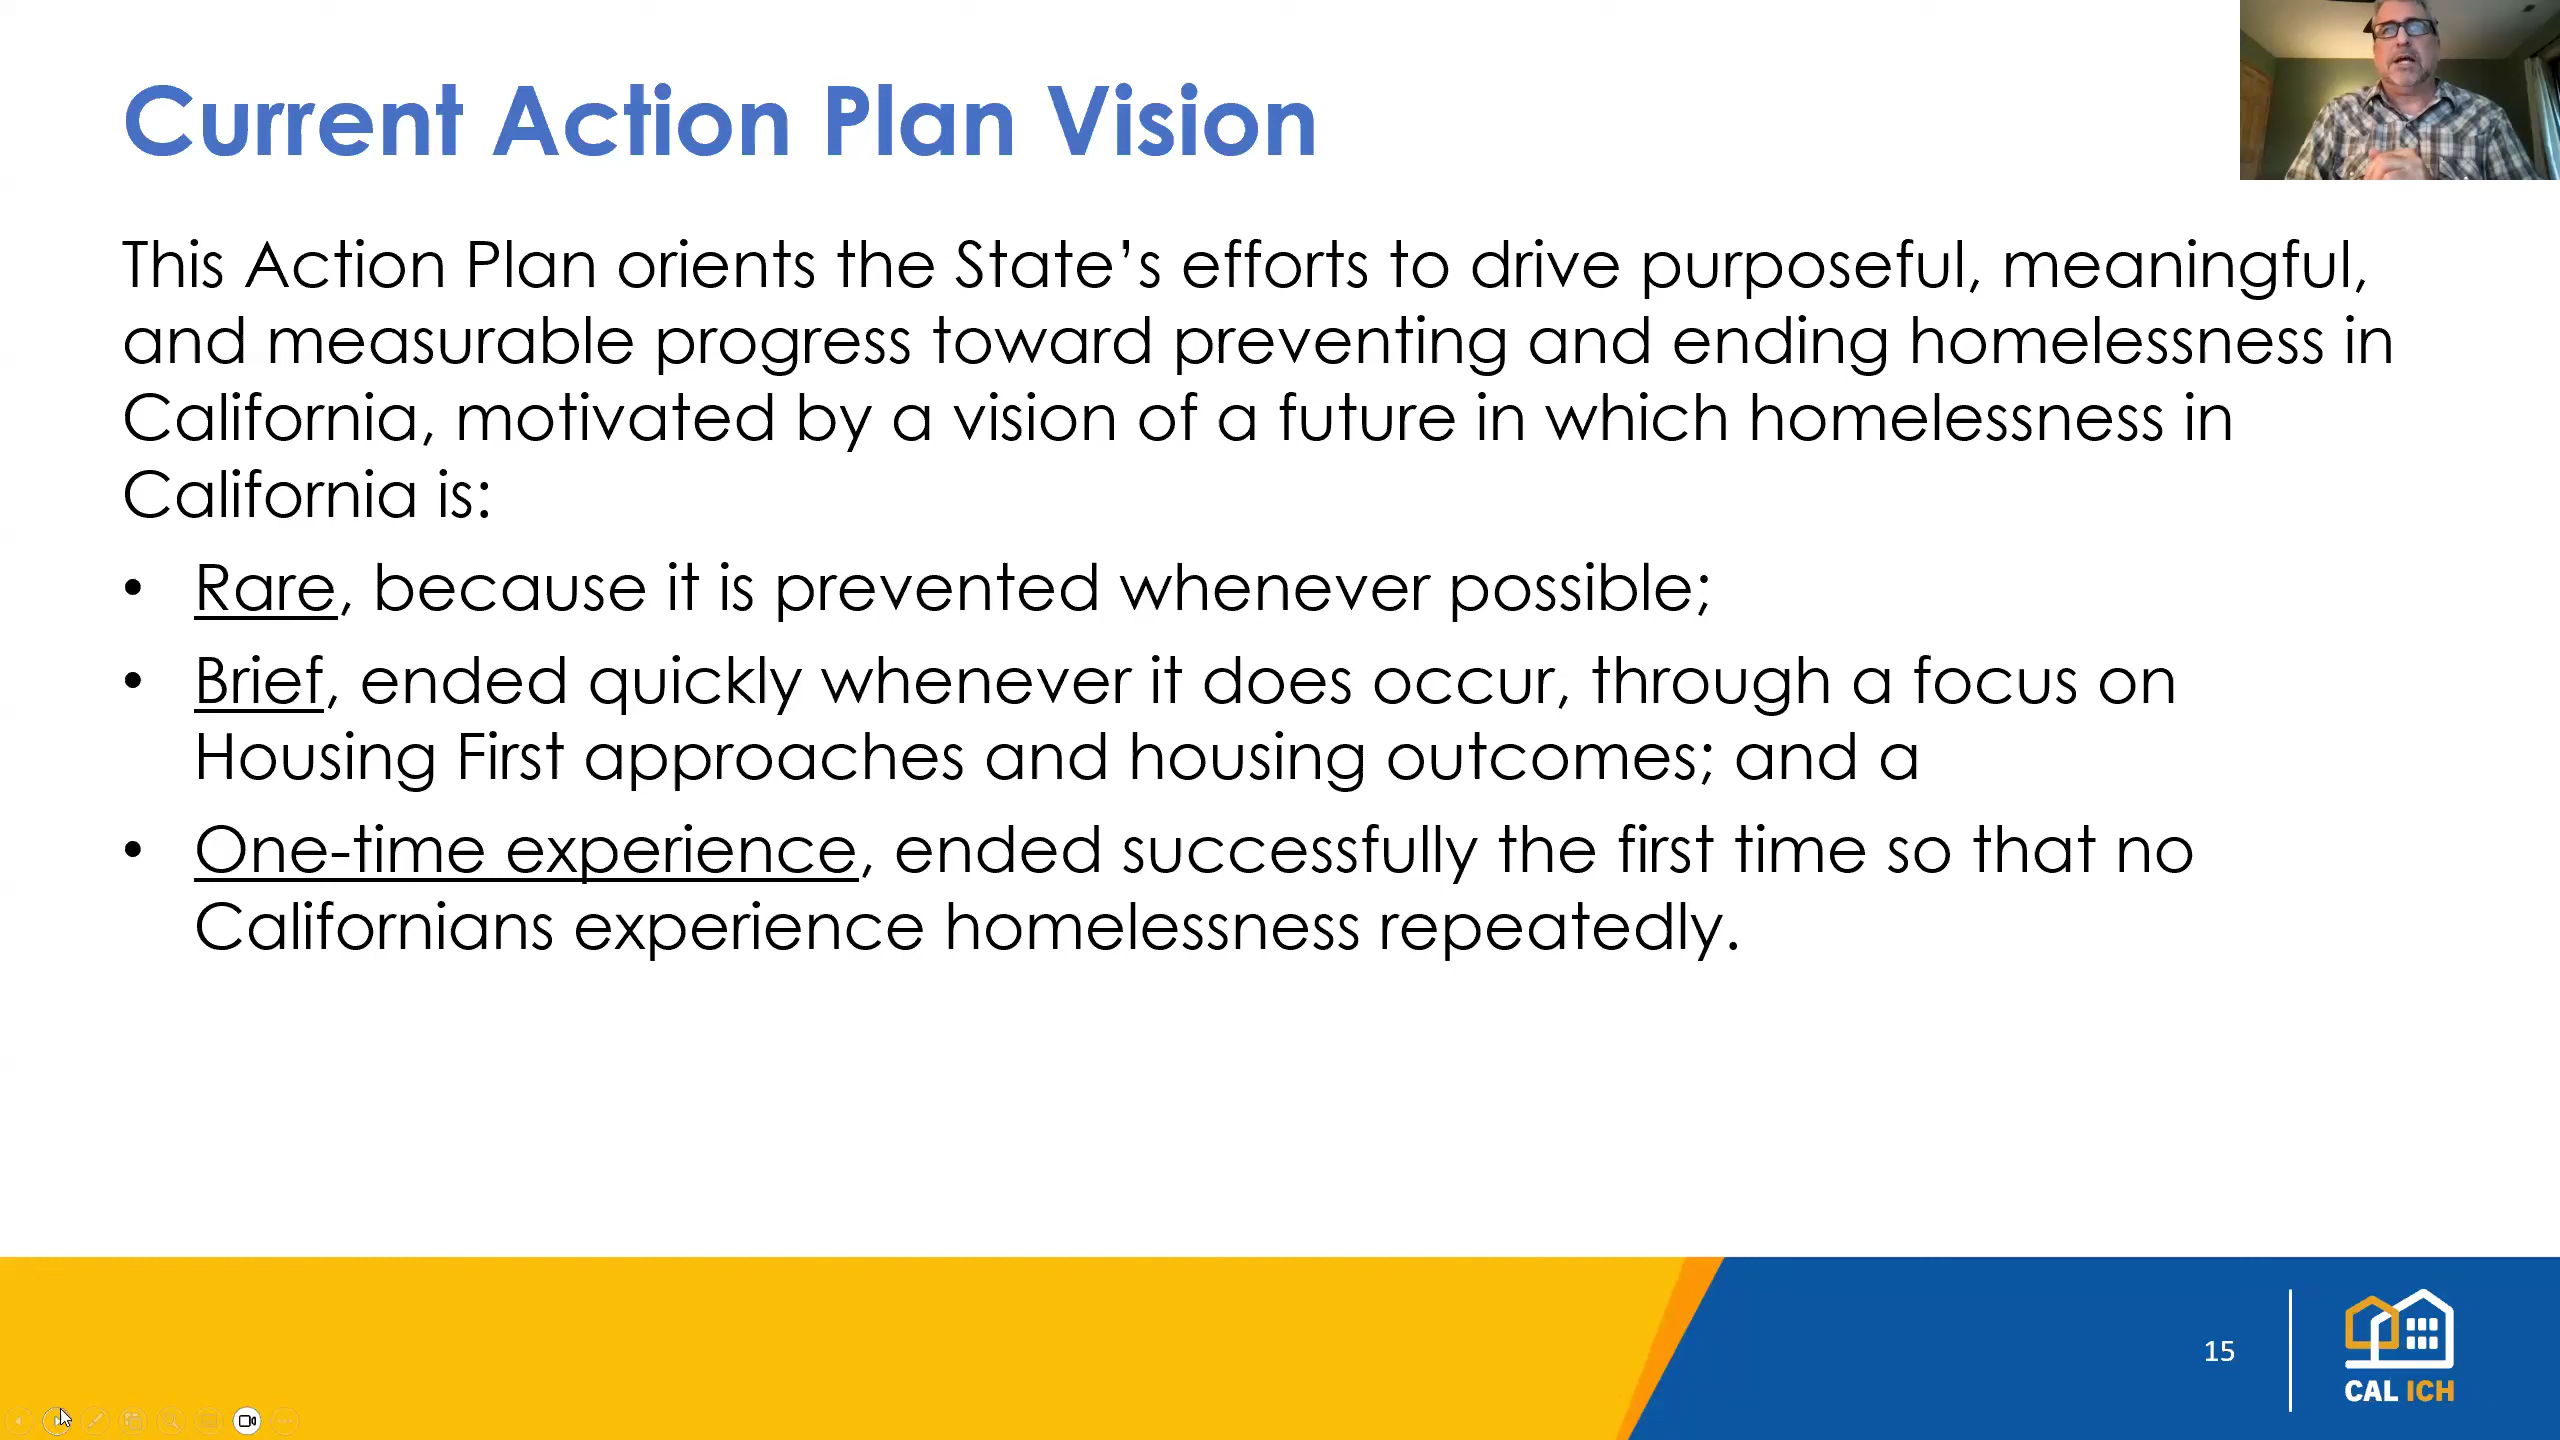 Current Action Plan Vision
This Action Plan orients the State’s efforts to drive purposeful, meaningful,
and measurable progress toward preventing and ending homelessness in
California, motivated by a vision of a future in which homelessness in
California is:
• Rare, because it is prevented whenever possible;
• Brief, ended quickly whenever it does occur, through a focus on
Housing First approaches and housing outcomes; and a
• One-time experience, ended successfully the first time so that no
Californians experience homelessness repeatedly.
15
CAL ICH